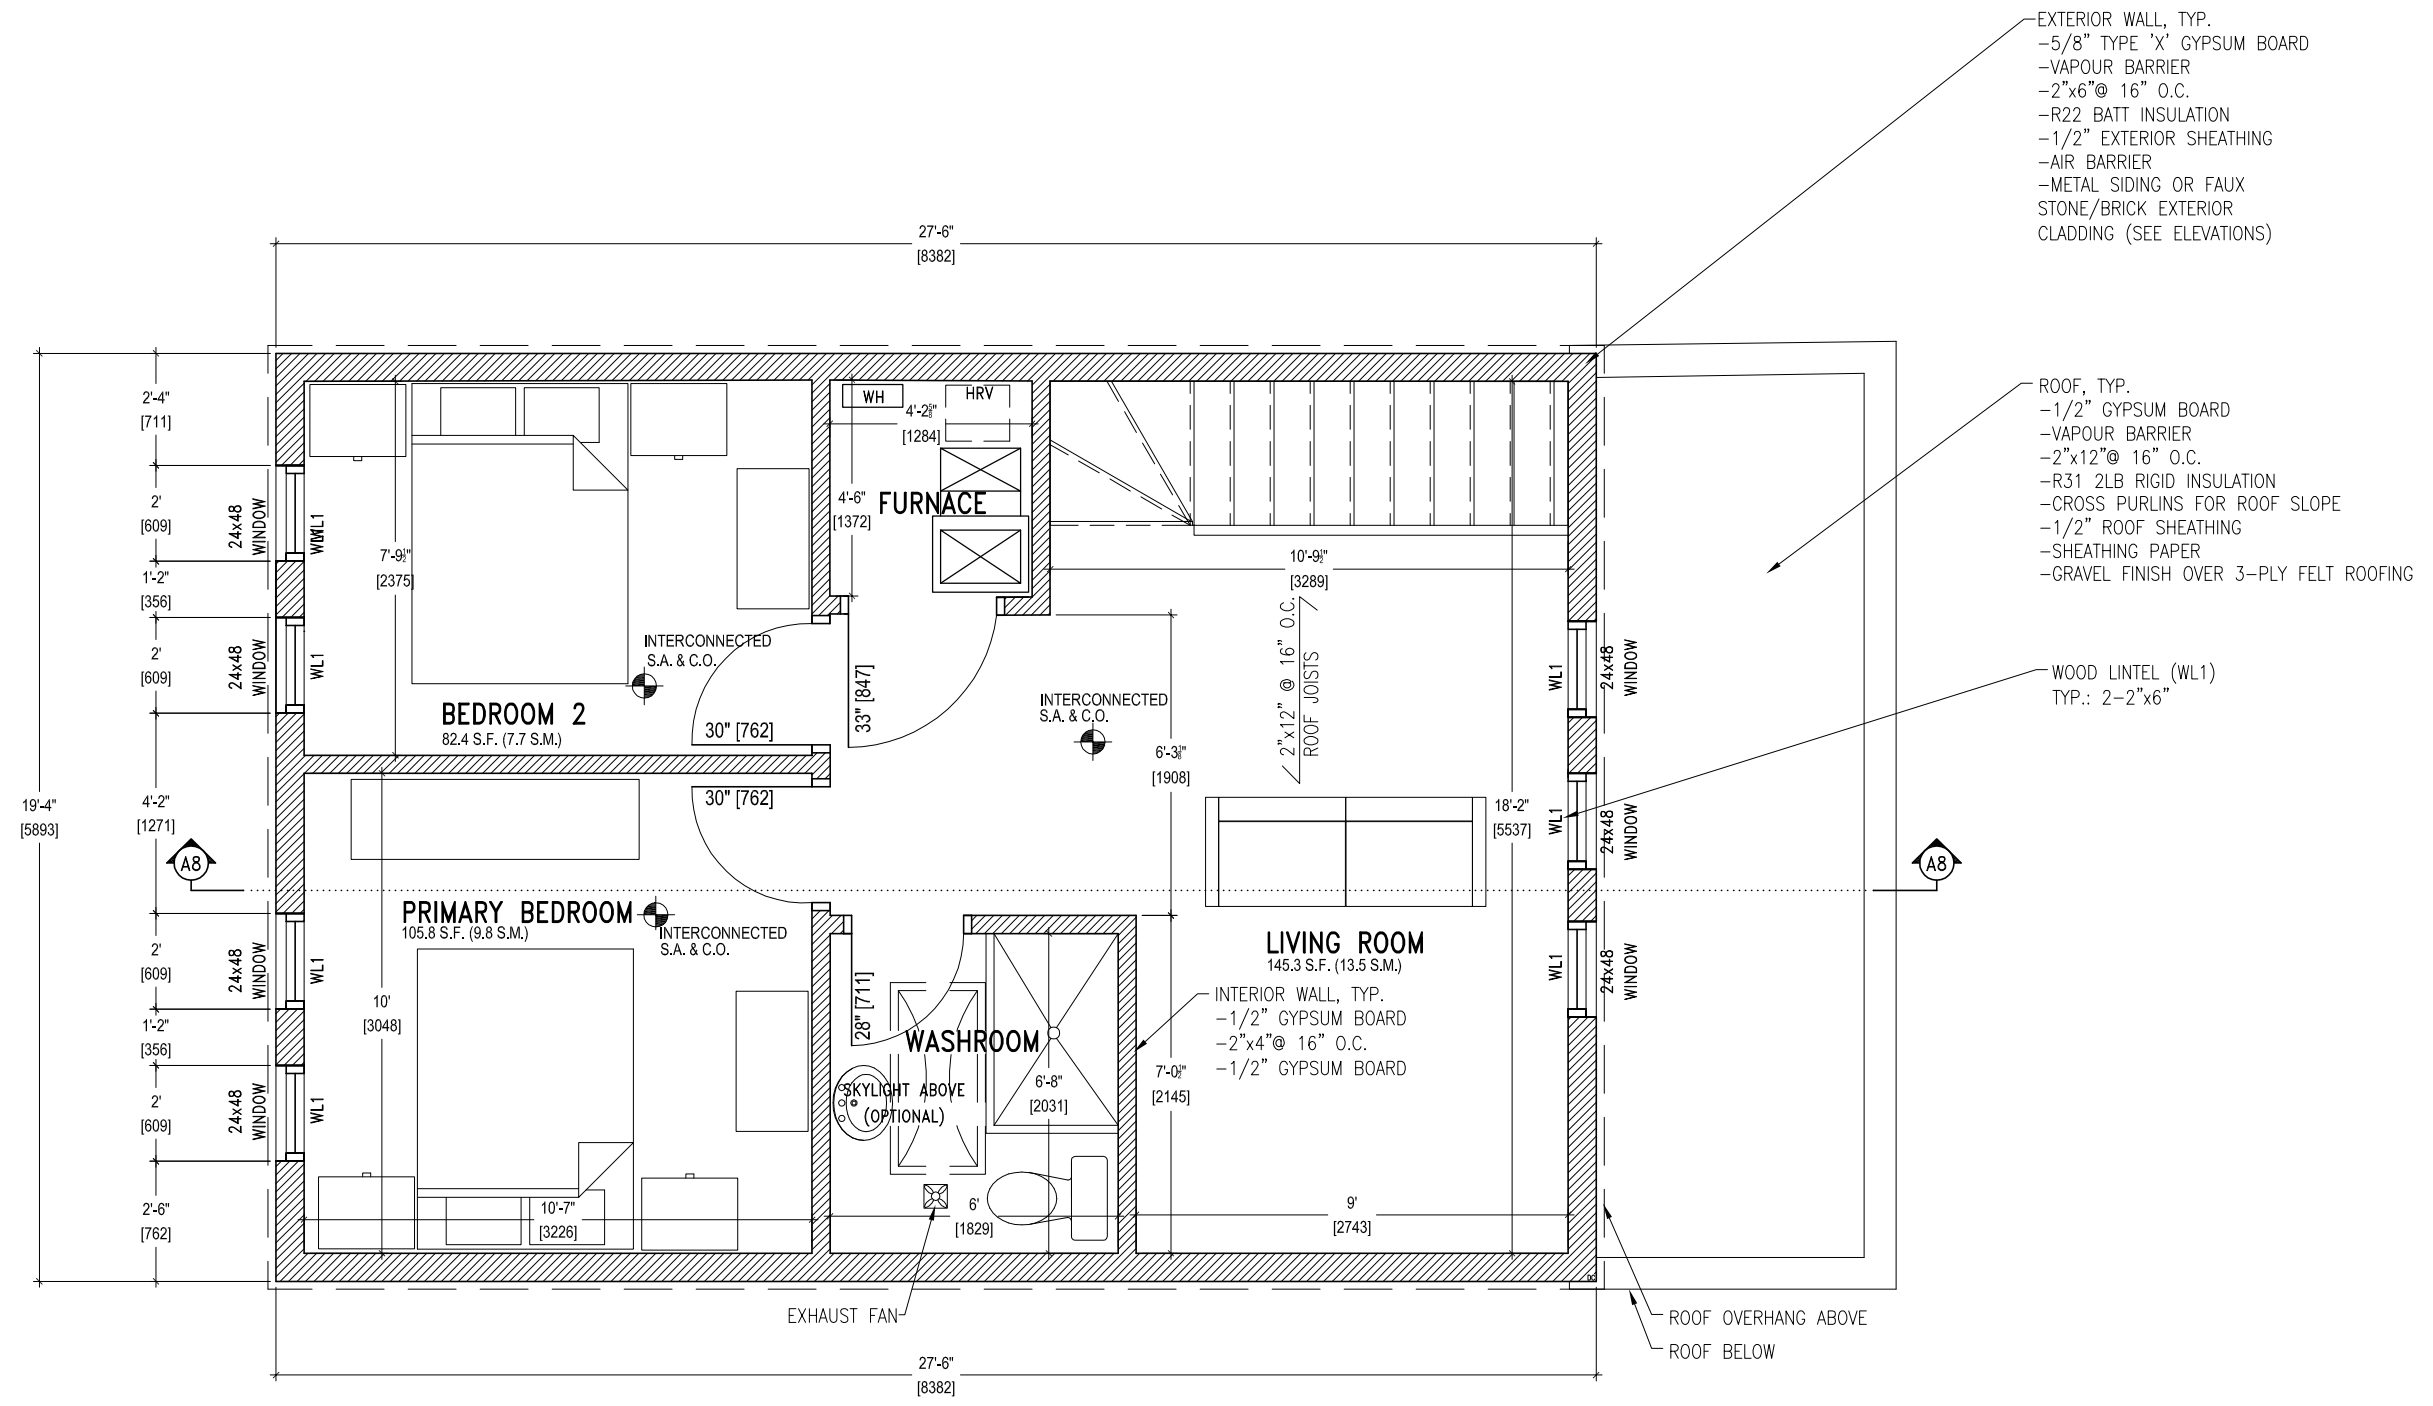 EXTERIOR WALL, TYP.
-5/8" TYPE 'X' GYPSUM BOARD
-VAPOUR BARRIER
-2"x6"@ 16" O.C.
-R22 BATT INSULATION
-1/2" EXTERIOR SHEATHING
-AIR BARRIER
-METAL SIDING OR FAUX
STONE/BRICK EXTERIOR
CLADDING (SEE ELEVATIONS)
27'-6"
[8382]
ROOF, TYP.
-1/2" GYPSUM BOARD
-VAPOUR BARRIER
-2"x12"@ 16" O.C.
-R31 2LB RIGID INSULATION
-CROSS PURLINS FOR ROOF SLOPE
-1/2" ROOF SHEATHING
-SHEATHING PAPER
-GRAVEL FINISH OVER 3-PLY FELT ROOFING
WOOD LINTEL (WL1)
TYP.: 2-2"x6"
19'-4"
[5893]
2'-4"
[711]
2'
[609]
1'-2"
[356]
2'
[609]
4'-2"
[1271]
2'
[609]
1'-2"
[356]
2'
[609]
2'-6"
[762]
24x48
WINDOW
WL1
24x48
WINDOW
WL1
24x48
WINDOW
WL1
24x48
WINDOW
WL1
A8
7'-9½"
[2375]
INTERCONNECTED
S.A. & C.O.
BEDROOM 2
82.4 S.F. (7.7 S.M.)
30" [762]
30" [762]
PRIMARY BEDROOM
105.8 S.F. (9.8 S.M.)
INTERCONNECTED
S.A. & C.O.
10'
[3048]
10'-7"
[3226]
WH
HRV
4'-2⅝"
[1284]
4'-6"
[1372]
FURNACE
33" [847]
INTERCONNECTED
S.A. & C.O.
10'-9½"
[3289]
2"x12" @ 16" O.C.
ROOF JOISTS
6'-3⅛"
[1908]
18'-2"
[5537]
WL1
24x48
WINDOW
WL1
24x48
WINDOW
WL1
24x48
WINDOW
A8
LIVING ROOM
145.3 S.F. (13.5 S.M.)
INTERIOR WALL, TYP.
-1/2" GYPSUM BOARD
-2"x4"@ 16" O.C.
-1/2" GYPSUM BOARD
28" [711]
WASHROOM
SKYLIGHT ABOVE
(OPTIONAL)
6'-8"
[2031]
7'-0½"
[2145]
6'
[1829]
9'
[2743]
EXHAUST FAN
ROOF OVERHANG ABOVE
ROOF BELOW
27'-6"
[8382]